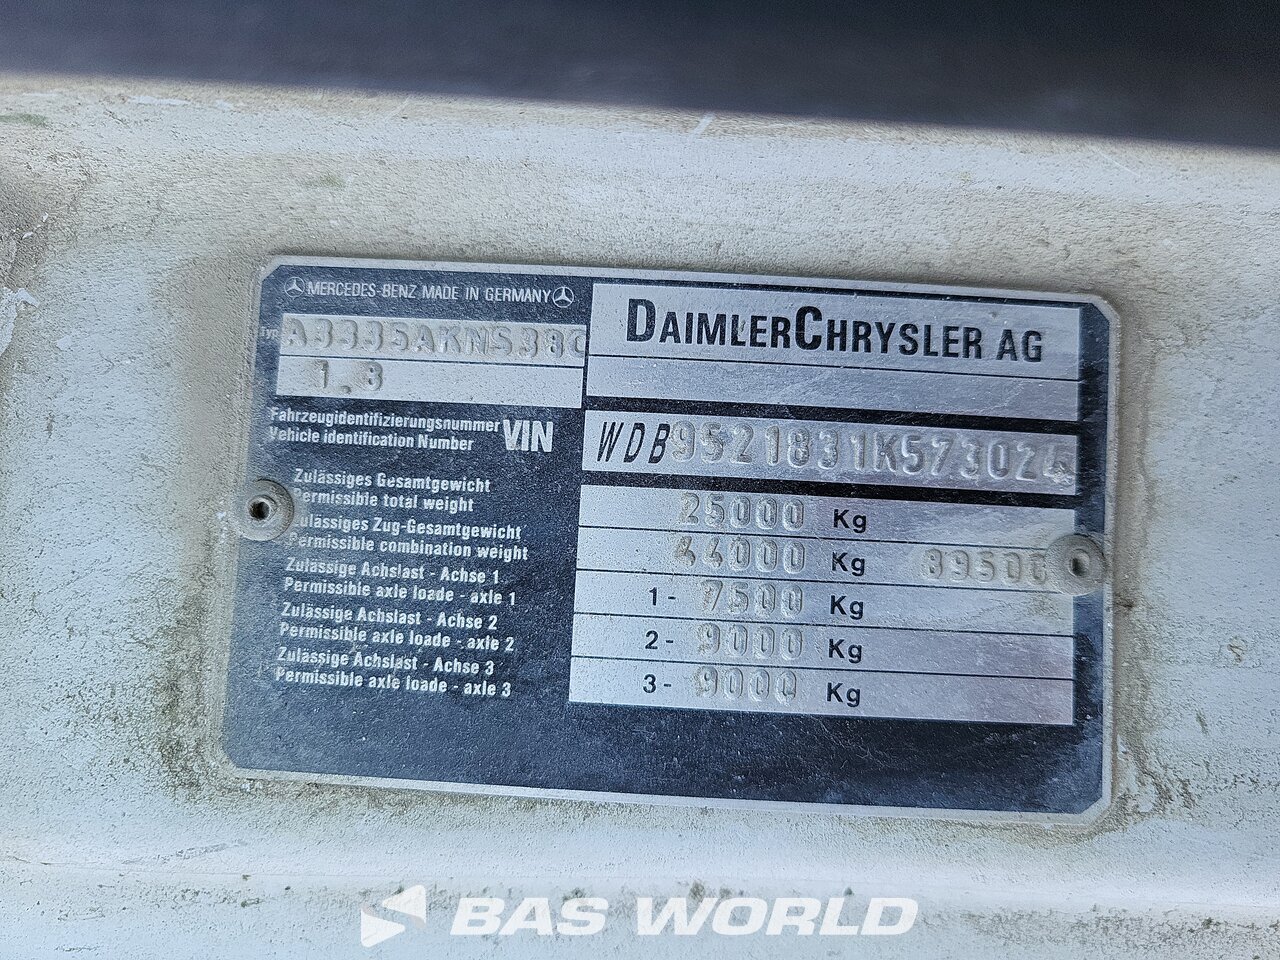 MERCEDES-BENZ MADE IN GERMANY
DAIMLERCHRYSLER AG
Typ A3335AKNS38C
1.3
Fahrzeugidentifizierungsnummer
Vehicle identification Number VIN WDB9521831K573024
Zulässiges Gesamtgewicht
Permissible total weight 25000 Kg
Zulässiges Zug-Gesamtgewicht
Permissible combination weight 44000 Kg 89500
Zulässige Achslast - Achse 1
Permissible axle loade - axle 1 1- 7500 Kg
Zulässige Achslast - Achse 2
Permissible axle loade - axle 2 2- 9000 Kg
Zulässige Achslast - Achse 3
Permissible axle loade - axle 3 3- 9000 Kg
BAS WORLD